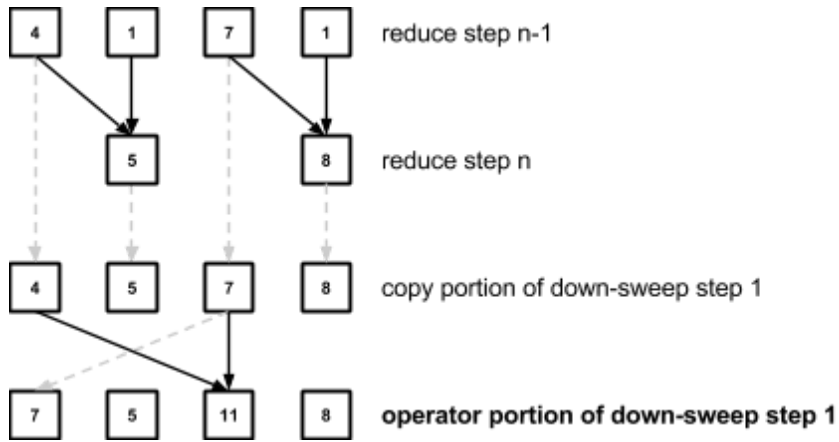 4 1 7 1 reduce step n-1
5 8 reduce step n
4 5 7 8 copy portion of down-sweep step 1
7 5 11 8 operator portion of down-sweep step 1